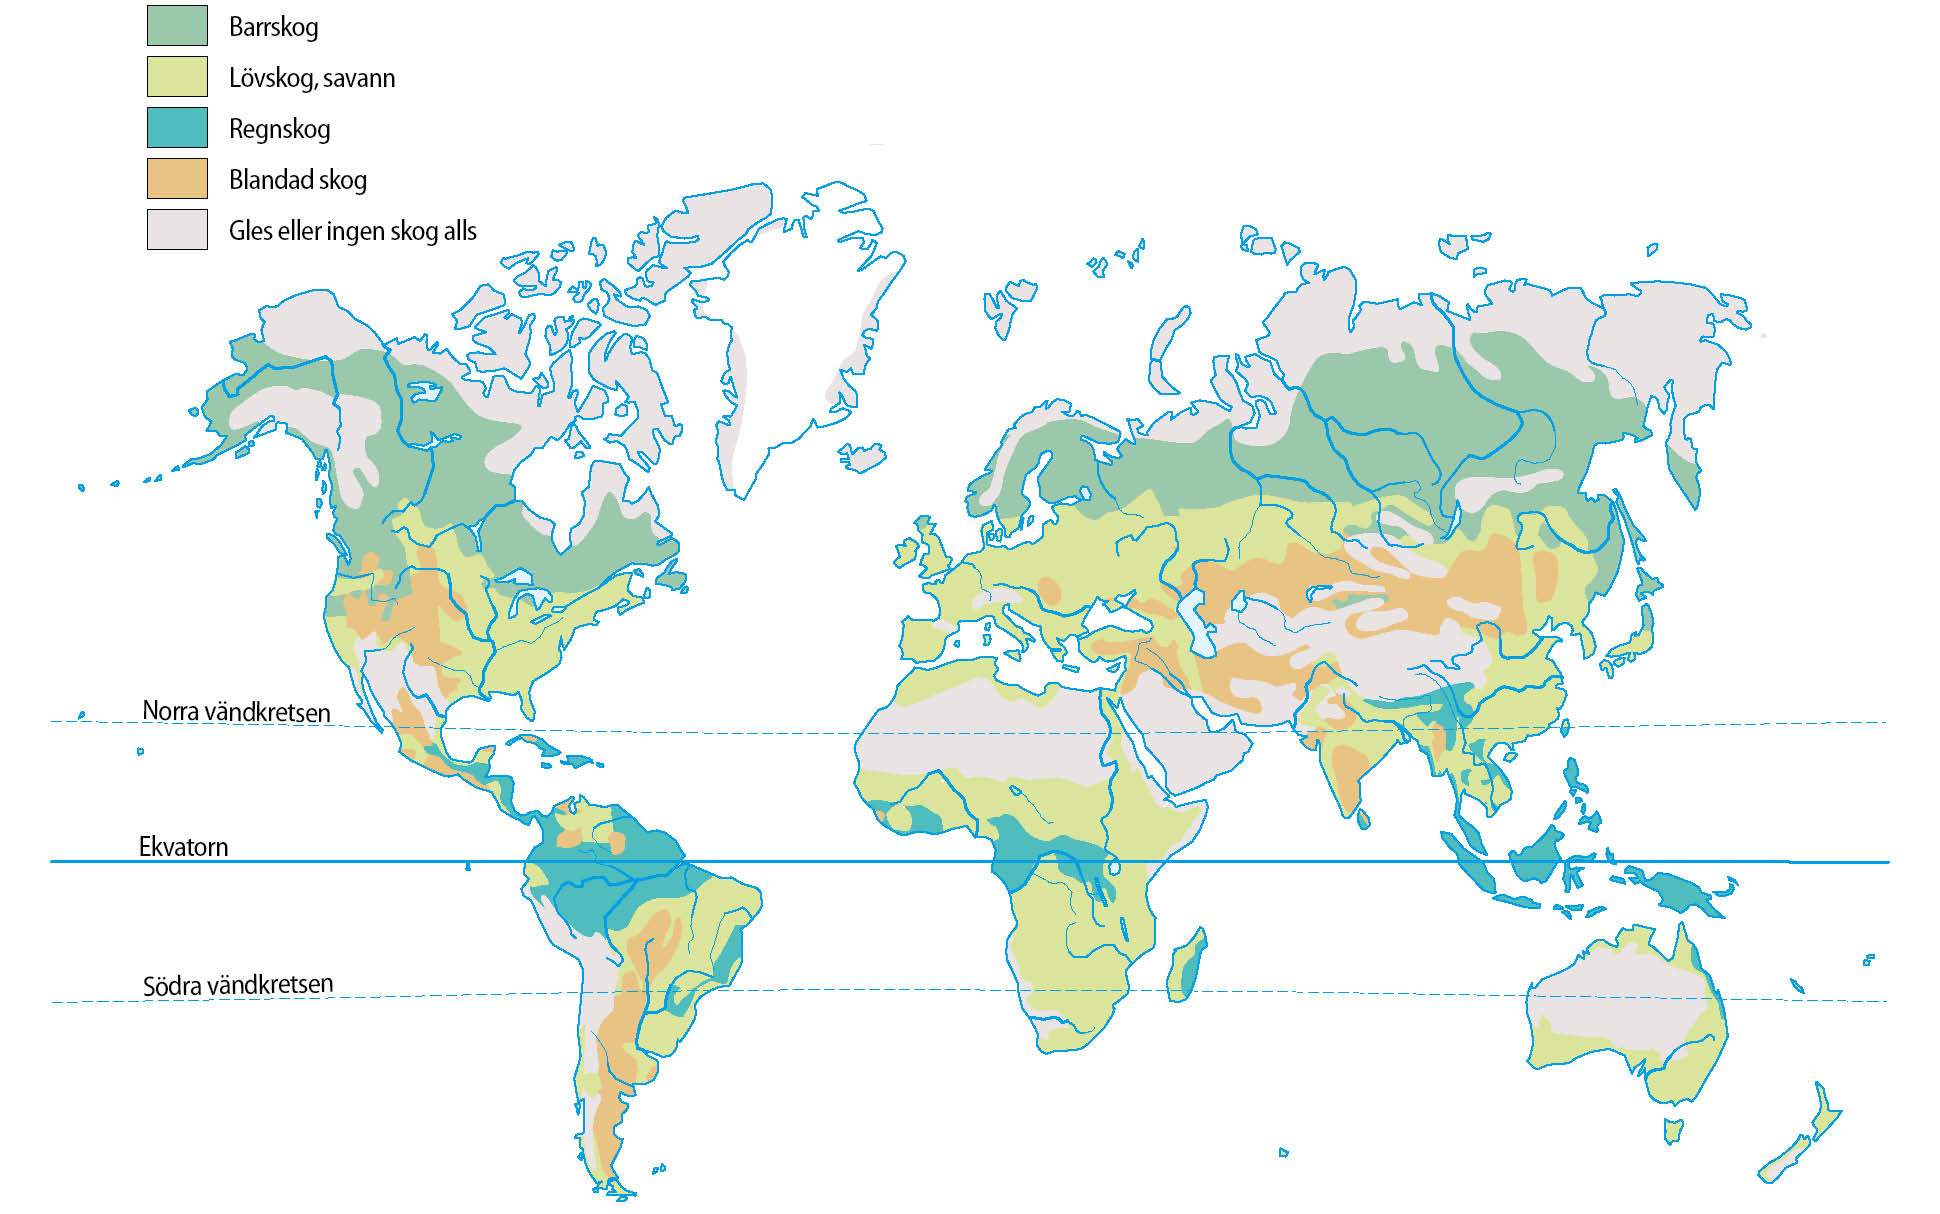 Barrskog
Lövskog, savann
Regnskog
Blandad skog
Gles eller ingen skog alls
Norra vändkretsen
Ekvatorn
Södra vändkretsen